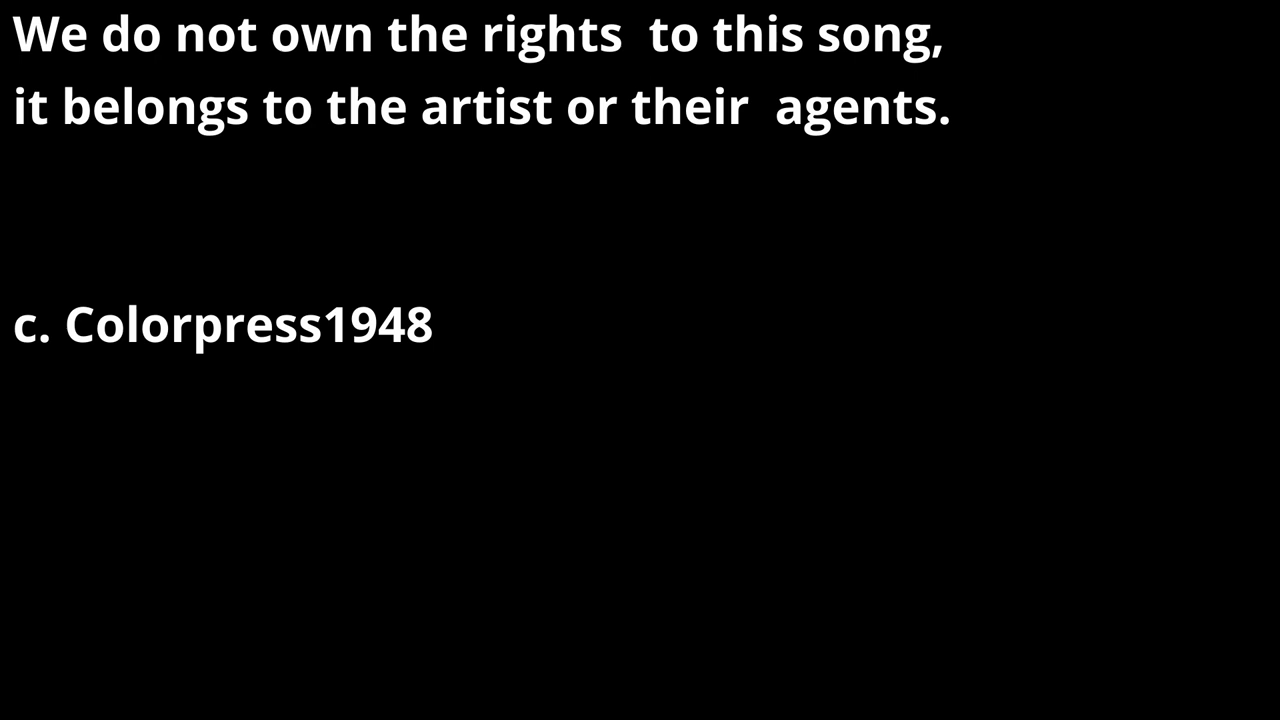 We do not own the rights  to this song,
it belongs to the artist or their  agents.
c. Colorpress1948